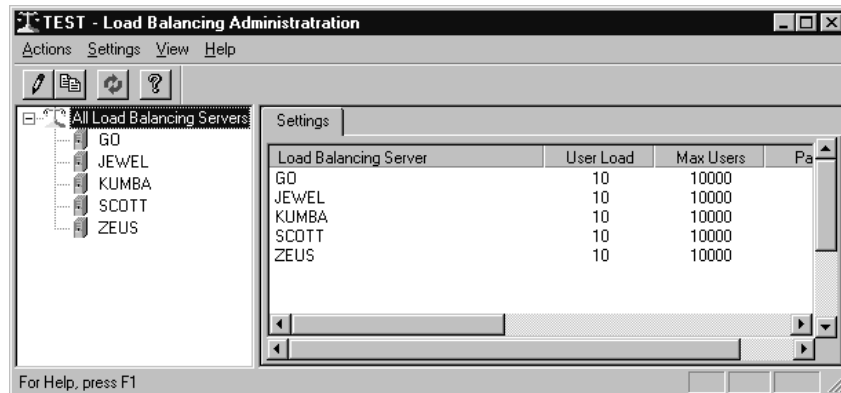 TEST - Load Balancing Administratration
Actions Settings View Help
All Load Balancing Servers
GO
JEWEL
KUMBA
SCOTT
ZEUS
Settings
Load Balancing Server User Load Max Users Pa
GO 10 10000
JEWEL 10 10000
KUMBA 10 10000
SCOTT 10 10000
ZEUS 10 10000
For Help, press F1